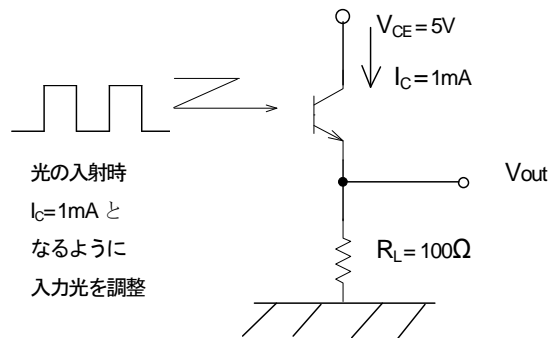 V_CE=5V
I_C=1mA
光の入射時
I_C=1mA と
なるように
入力光を調整
Vout
R_L=100Ω